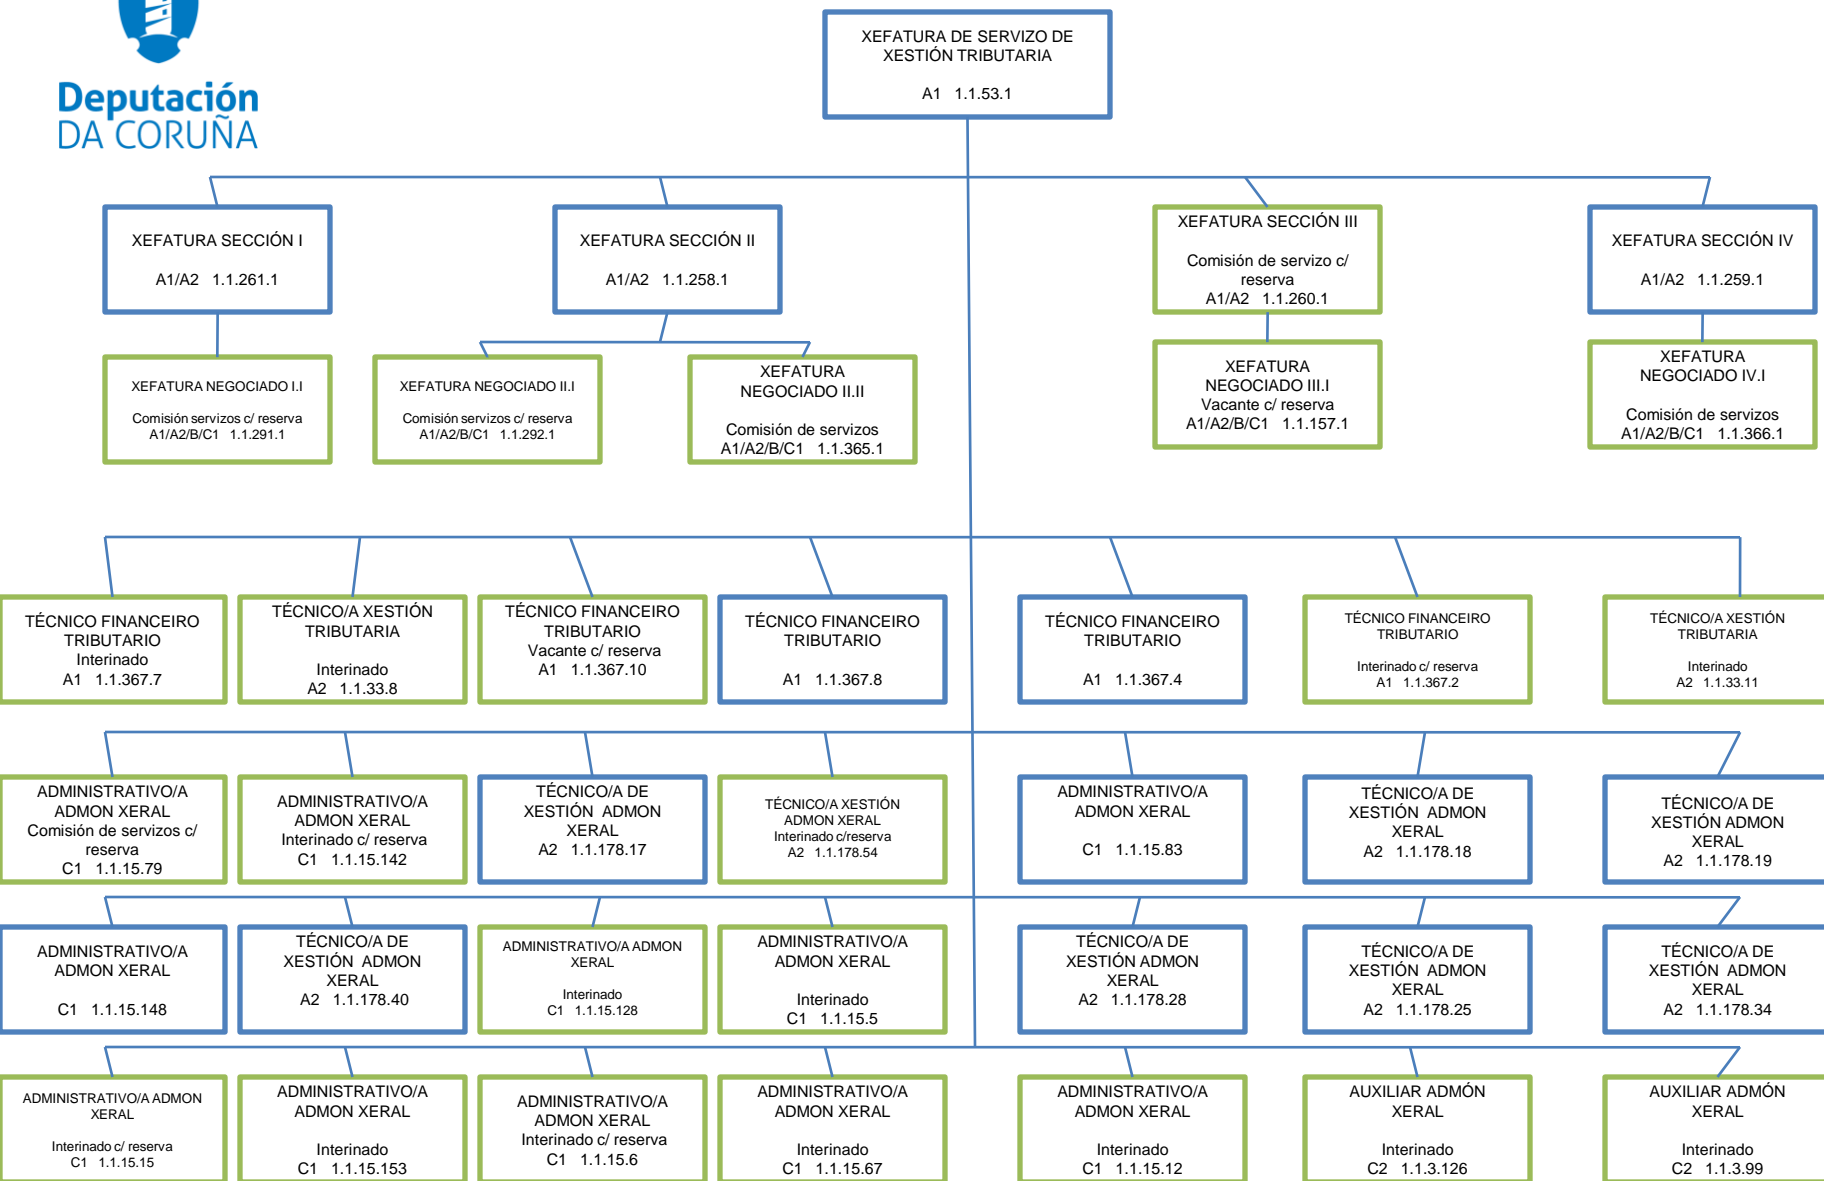 Deputación
DA CORUÑA
XEFATURA DE SERVIZO DE
XESTIÓN TRIBUTARIA
A1 1.1.53.1
XEFATURA SECCIÓN I
A1/A2 1.1.261.1
XEFATURA SECCIÓN II
A1/A2 1.1.258.1
XEFATURA SECCIÓN III
Comisión de servizo c/
reserva
A1/A2 1.1.260.1
XEFATURA SECCIÓN IV
A1/A2 1.1.259.1
XEFATURA NEGOCIADO I.I
Comisión servizos c/ reserva
A1/A2/B/C1 1.1.291.1
XEFATURA NEGOCIADO II.I
Comisión servizos c/ reserva
A1/A2/B/C1 1.1.292.1
XEFATURA
NEGOCIADO II.II
Comisión de servizos
A1/A2/B/C1 1.1.365.1
XEFATURA
NEGOCIADO III.I
Vacante c/ reserva
A1/A2/B/C1 1.1.157.1
XEFATURA
NEGOCIADO IV.I
Comisión de servizos
A1/A2/B/C1 1.1.366.1
TÉCNICO FINANCEIRO
TRIBUTARIO
Interinado
A1 1.1.367.7
TÉCNICO/A XESTIÓN
TRIBUTARIA
Interinado
A2 1.1.33.8
TÉCNICO FINANCEIRO
TRIBUTARIO
Vacante c/ reserva
A1 1.1.367.10
TÉCNICO FINANCEIRO
TRIBUTARIO
A1 1.1.367.8
TÉCNICO FINANCEIRO
TRIBUTARIO
A1 1.1.367.4
TÉCNICO FINANCEIRO
TRIBUTARIO
Interinado c/ reserva
A1 1.1.367.2
TÉCNICO/A XESTIÓN
TRIBUTARIA
Interinado
A2 1.1.33.11
ADMINISTRATIVO/A
ADMON XERAL
Comisión de servizos c/
reserva
C1 1.1.15.79
ADMINISTRATIVO/A
ADMON XERAL
Interinado c/ reserva
C1 1.1.15.142
TÉCNICO/A DE
XESTIÓN ADMON
XERAL
A2 1.1.178.17
TÉCNICO/A XESTIÓN
ADMON XERAL
Interinado c/reserva
A2 1.1.178.54
ADMINISTRATIVO/A
ADMON XERAL
C1 1.1.15.83
TÉCNICO/A DE
XESTIÓN ADMON
XERAL
A2 1.1.178.18
TÉCNICO/A DE
XESTIÓN ADMON
XERAL
A2 1.1.178.19
ADMINISTRATIVO/A
ADMON XERAL
C1 1.1.15.148
TÉCNICO/A DE
XESTIÓN ADMON
XERAL
A2 1.1.178.40
ADMINISTRATIVO/A ADMON
XERAL
Interinado
C1 1.1.15.128
ADMINISTRATIVO/A
ADMON XERAL
Interinado
C1 1.1.15.5
TÉCNICO/A DE
XESTIÓN ADMON
XERAL
A2 1.1.178.28
TÉCNICO/A DE
XESTIÓN ADMON
XERAL
A2 1.1.178.25
TÉCNICO/A DE
XESTIÓN ADMON
XERAL
A2 1.1.178.34
ADMINISTRATIVO/A ADMON
XERAL
Interinado c/ reserva
C1 1.1.15.15
ADMINISTRATIVO/A
ADMON XERAL
Interinado
C1 1.1.15.153
ADMINISTRATIVO/A
ADMON XERAL
Interinado c/ reserva
C1 1.1.15.6
ADMINISTRATIVO/A
ADMON XERAL
Interinado
C1 1.1.15.67
ADMINISTRATIVO/A
ADMON XERAL
Interinado
C1 1.1.15.12
AUXILIAR ADMÓN
XERAL
Interinado
C2 1.1.3.126
AUXILIAR ADMÓN
XERAL
Interinado
C2 1.1.3.99